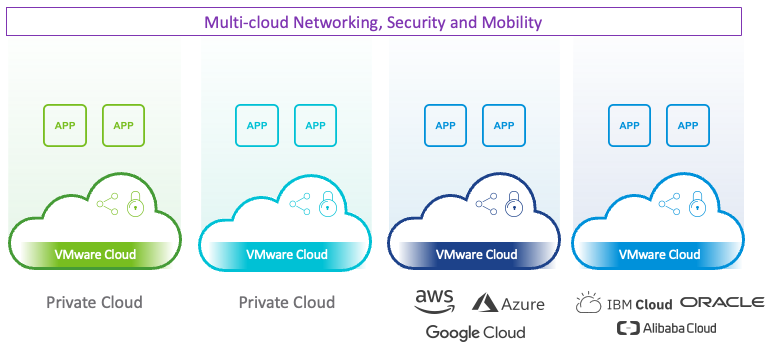 Multi-cloud Networking, Security and Mobility
APP APP APP APP APP APP APP APP
VMware Cloud VMware Cloud VMware Cloud VMware Cloud
Private Cloud Private Cloud
aws Azure IBM Cloud ORACLE
Google Cloud Alibaba Cloud